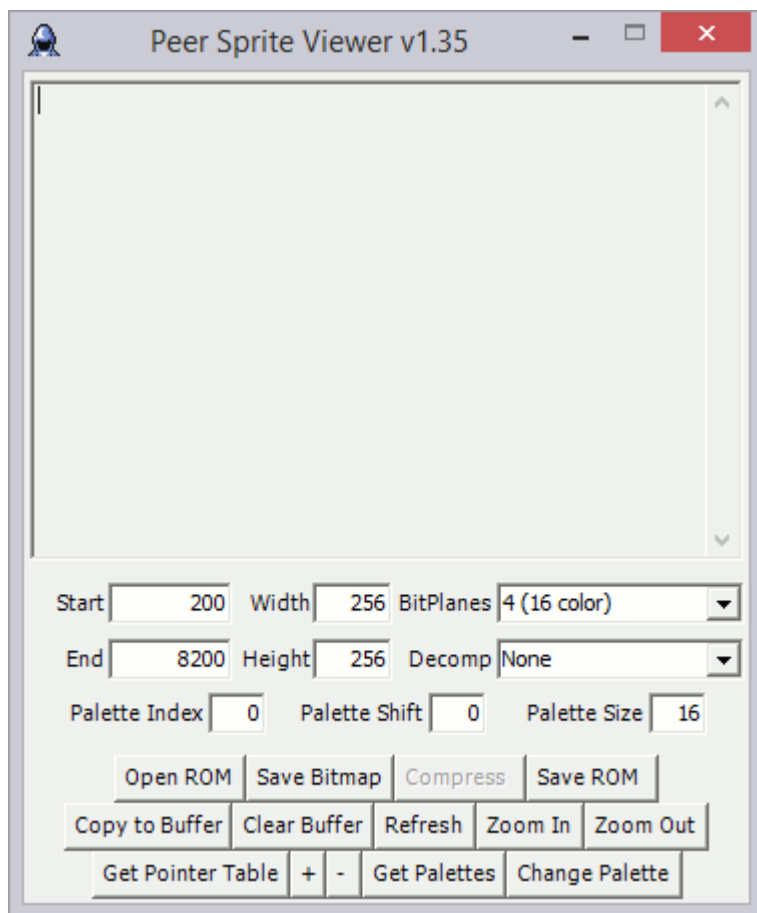 Peer Sprite Viewer v1.35
Start 200 Width 256 BitPlanes 4 (16 color)
End 8200 Height 256 Decomp None
Palette Index 0 Palette Shift 0 Palette Size 16
Open ROM Save Bitmap Compress Save ROM
Copy to Buffer Clear Buffer Refresh Zoom In Zoom Out
Get Pointer Table + - Get Palettes Change Palette